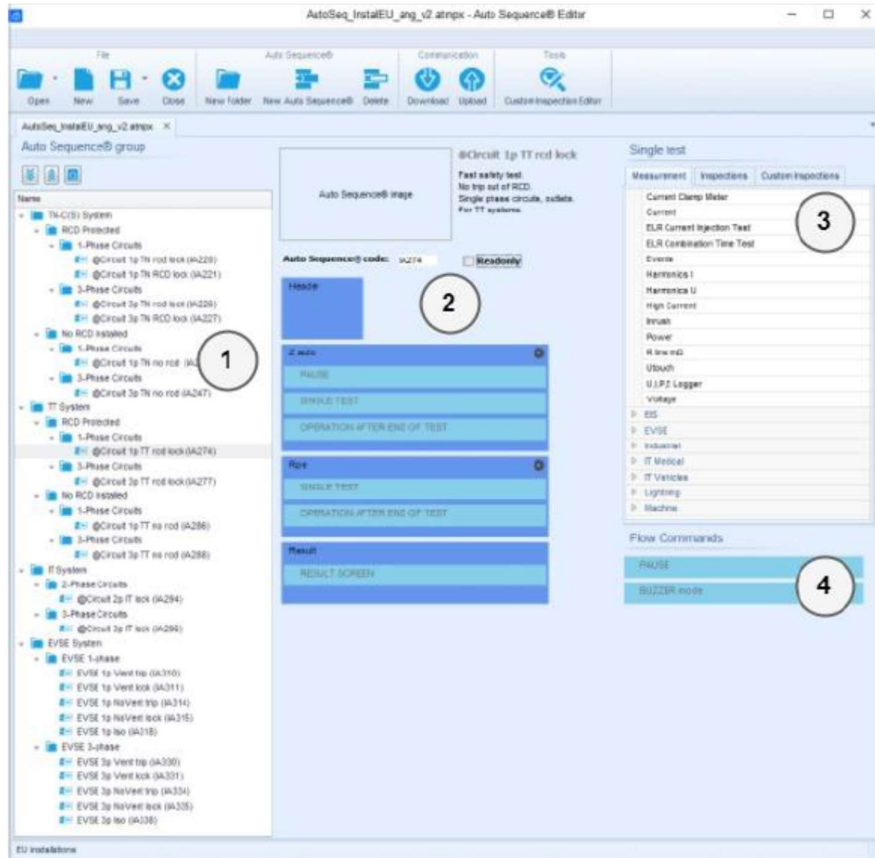 AutoSeq_InstalEU_ang_v2.atmpx - Auto Sequence® Editor
File
Auto Sequence®
Communication
Tools
Open
New
Save
Close
New Folder
New Auto Sequence®
Delete
Download
Upload
Custom Inspection Editor
AutoSeq_InstalEU_ang_v2.atmpx
Auto Sequence® group
Name
TN-C(S) System
RCD Protected
1-Phase Circuits
@Circuit 1p TN rcd lock (IA220)
@Circuit 1p TN RCD lock (IA221)
3-Phase Circuits
@Circuit 3p TN rcd lock (IA226)
@Circuit 3p TN RCD lock (IA227)
No RCD Installed
1-Phase Circuits
@Circuit 1p TN no rcd
3-Phase Circuits
@Circuit 3p TN no rcd (IA247)
TT System
RCD Protected
1-Phase Circuits
@Circuit 1p TT rcd lock (IA274)
3-Phase Circuits
@Circuit 3p TT rcd lock (IA277)
No RCD Installed
1-Phase Circuits
@Circuit 1p TT no rcd (IA286)
3-Phase Circuits
@Circuit 3p TT no rcd (IA288)
IT System
2-Phase Circuits
@Circuit 2p IT lock (IA294)
3-Phase Circuits
@Circuit 3p IT lock (IA296)
EVSE System
EVSE 1-phase
EVSE 1p Vent trip (IA310)
EVSE 1p Vent lock (IA311)
EVSE 1p NoVent trip (IA314)
EVSE 1p NoVent lock (IA315)
EVSE 1p Iso (IA318)
EVSE 3-phase
EVSE 3p Vent trip (IA330)
EVSE 3p Vent lock (IA331)
EVSE 3p NoVent trip (IA334)
EVSE 3p NoVent lock (IA335)
EVSE 3p Iso (IA338)
1
Auto Sequence® image
@Circuit 1p TT rcd lock
Fast safety test.
No trip out of RCD.
Single phase circuits, outlets.
For TT systems.
Auto Sequence® code: IA274
Readonly
2
Header
Z auto
PAUSE
SINGLE TEST
OPERATION AFTER END OF TEST
Rpe
SINGLE TEST
OPERATION AFTER END OF TEST
Result
RESULT SCREEN
Single test
Measurement
Inspections
Custom Inspections
Current Clamp Meter
Current
ELR Current Injection Test
ELR Combination Time Test
Events
Harmonics I
Harmonics U
High Current
Inrush
Power
R line mΩ
Utouch
U,I,P,E Logger
Voltage
EIS
EVSE
Industrial
IT Medical
IT Vehicles
Lightning
Machine
3
Flow Commands
PAUSE
BUZZER mode
4
EU installations